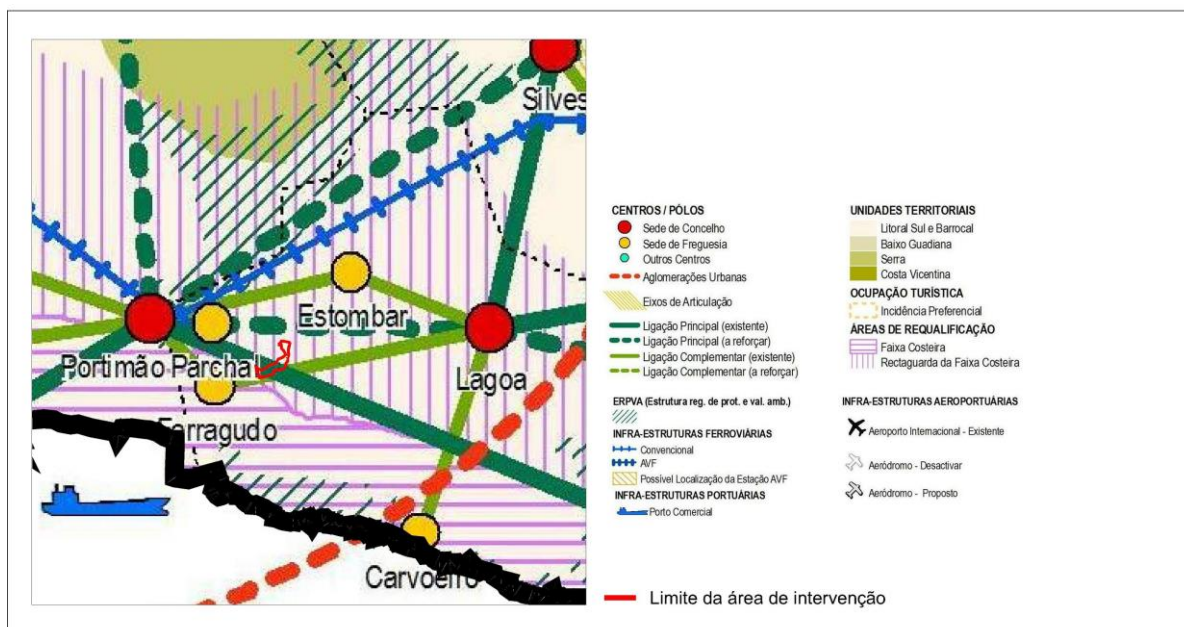 Silves
Estombar
Portimão Parchal
Lagoa
Ferragudo
Carvoeiro
CENTROS / PÓLOS
Sede de Concelho
Sede de Freguesia
Outros Centros
Aglomerações Urbanas
Eixos de Articulação
Ligação Principal (existente)
Ligação Principal (a reforçar)
Ligação Complementar (existente)
Ligação Complementar (a reforçar)
ERPVA (Estrutura reg. de prot. e val. amb.)
INFRA-ESTRUTURAS FERROVIÁRIAS
Convencional
AVF
Possível Localização da Estação AVF
INFRA-ESTRUTURAS PORTUÁRIAS
Porto Comercial
UNIDADES TERRITORIAIS
Litoral Sul e Barrocal
Baixo Guadiana
Serra
Costa Vicentina
OCUPAÇÃO TURÍSTICA
Incidência Preferencial
ÁREAS DE REQUALIFICAÇÃO
Faixa Costeira
Rectaguarda da Faixa Costeira
INFRA-ESTRUTURAS AEROPORTUÁRIAS
Aeroporto Internacional - Existente
Aeródromo - Desactivar
Aeródromo - Proposto
Limite da área de intervenção